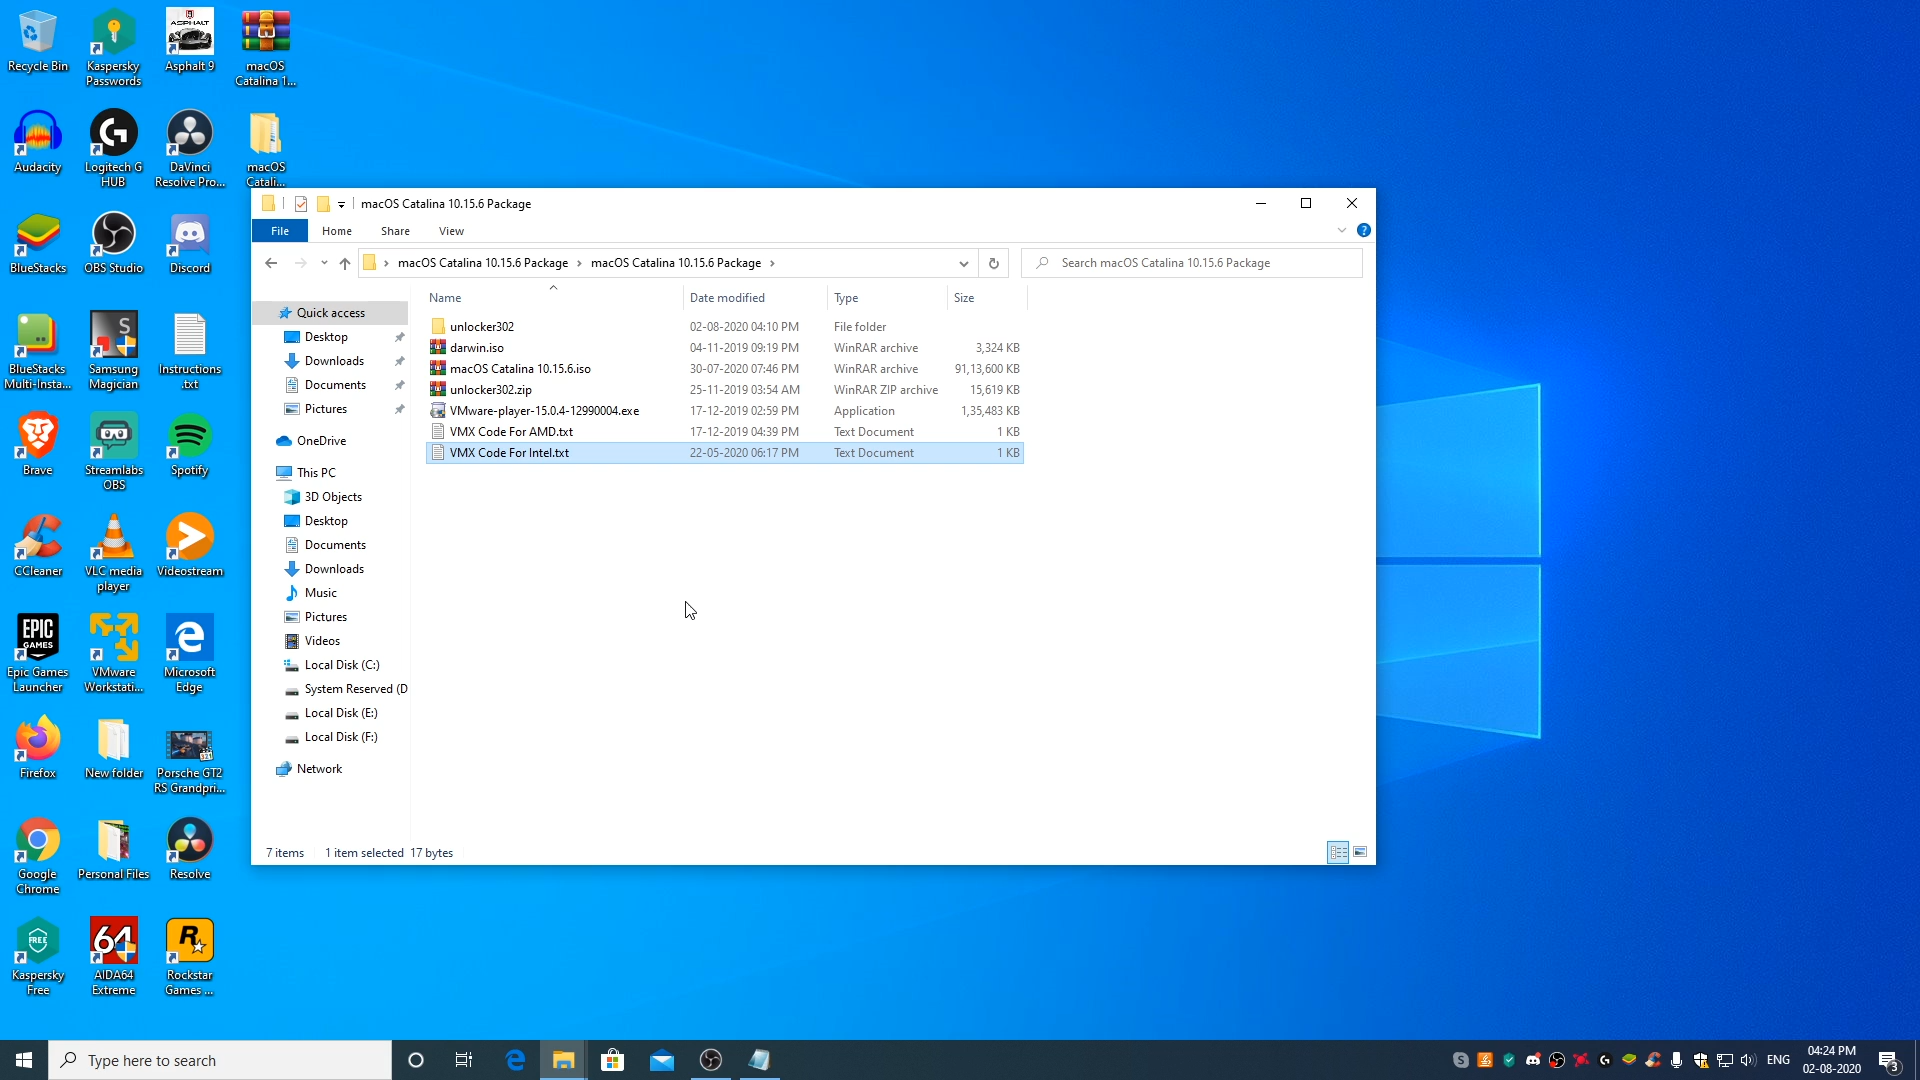 Recycle Bin
Kaspersky
Passwords
Asphalt 9
macOS
Catalina 1...
ASPHALT
Audacity
Logitech G
HUB
DaVinci
Resolve Pro...
macOS
Catali...
BlueStacks
OBS Studio
Discord
BlueStacks
Multi-Insta...
Samsung
Magician
Instructions
.txt
Brave
Streamlabs
OBS
Spotify
CCleaner
VLC media
player
Videostream
EPIC
GAMES
Epic Games
Launcher
VMware
Workstati...
Microsoft
Edge
Firefox
New folder
Porsche GT2
RS Grandpri...
Google
Chrome
Personal Files
Resolve
FREE
Kaspersky
Free
64
AIDA64
Extreme
Rockstar
Games ...
macOS Catalina 10.15.6 Package
File
Home
Share
View
macOS Catalina 10.15.6 Package
macOS Catalina 10.15.6 Package
Search macOS Catalina 10.15.6 Package
Quick access
Desktop
Downloads
Documents
Pictures
OneDrive
This PC
3D Objects
Desktop
Documents
Downloads
Music
Pictures
Videos
Local Disk (C:)
System Reserved (D
Local Disk (E:)
Local Disk (F:)
Network
Name Date modified Type Size
unlocker302 02-08-2020 04:10 PM File folder
darwin.iso 04-11-2019 09:19 PM WinRAR archive 3,324 KB
macOS Catalina 10.15.6.iso 30-07-2020 07:46 PM WinRAR archive 91,13,600 KB
unlocker302.zip 25-11-2019 03:54 AM WinRAR ZIP archive 15,619 KB
VMware-player-15.0.4-12990004.exe 17-12-2019 02:59 PM Application 1,35,483 KB
VMX Code For AMD.txt 17-12-2019 04:39 PM Text Document 1 KB
VMX Code For Intel.txt 22-05-2020 06:17 PM Text Document 1 KB
7 items 1 item selected 17 bytes
Type here to search
ENG
04:24 PM
02-08-2020
3